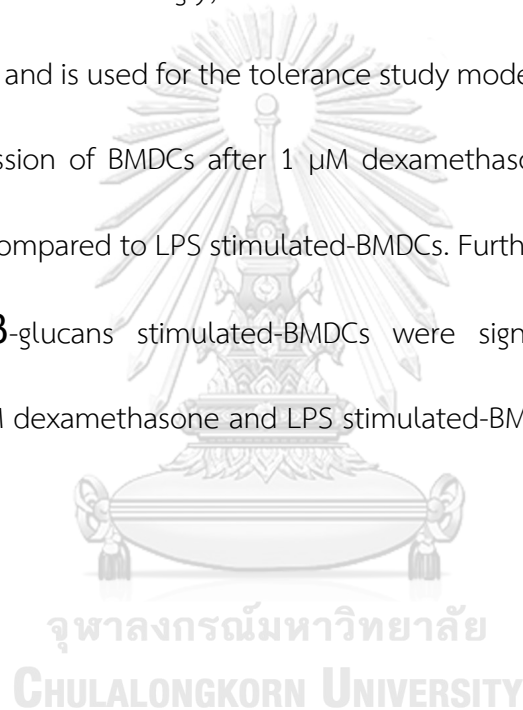 and is used for the tolerance study mode
ssion of BMDCs after 1 µM dexamethaso
ompared to LPS stimulated-BMDCs. Furth
β-glucans stimulated-BMDCs were sign
M dexamethasone and LPS stimulated-BM
จุฬาลงกรณ์มหาวิทยาลัย
CHULALONGKORN UNIVERSITY